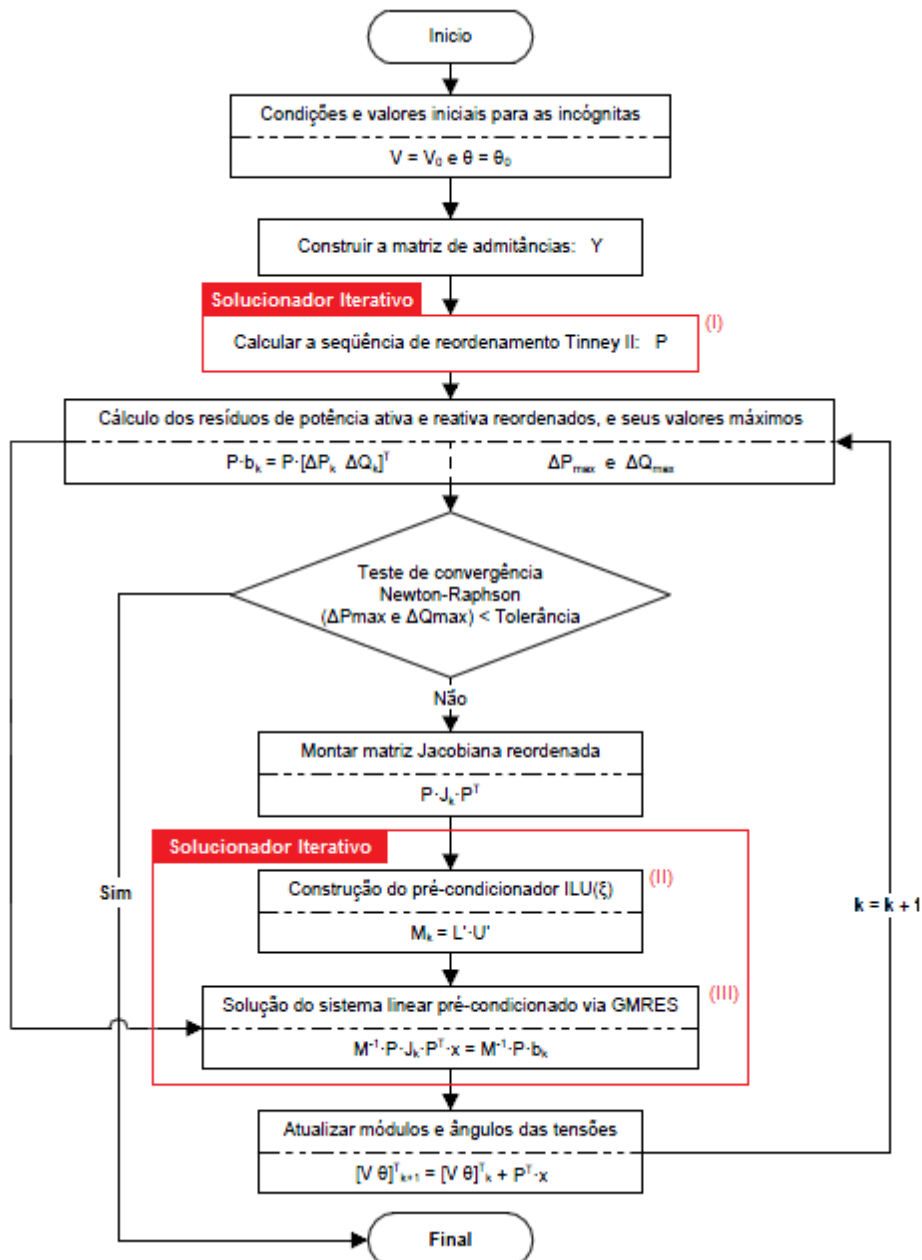 Inicio
Condições e valores iniciais para as incógnitas
V = V₀ e θ = θ₀
Construir a matriz de admitâncias: Y
Solucionador Iterativo
(I)
Calcular a seqüência de reordenamento Tinney II: P
Cálculo dos resíduos de potência ativa e reativa reordenados, e seus valores máximos
P·bₖ = P·[ΔPₖ ΔQₖ]ᵀ
ΔPmax e ΔQmax
Teste de convergência
Newton-Raphson
(ΔPmax e ΔQmax) < Tolerância
Não
Montar matriz Jacobiana reordenada
P·Jₖ·Pᵀ
Solucionador Iterativo
Sim
(II)
Construção do pré-condicionador ILU(ξ)
k = k + 1
Mₖ = L'·U'
(III)
Solução do sistema linear pré-condicionado via GMRES
M⁻¹·P·Jₖ·Pᵀ·x = M⁻¹·P·bₖ
Atualizar módulos e ângulos das tensões
[V θ]ᵀₖ₊₁ = [V θ]ᵀₖ + Pᵀ·x
Final